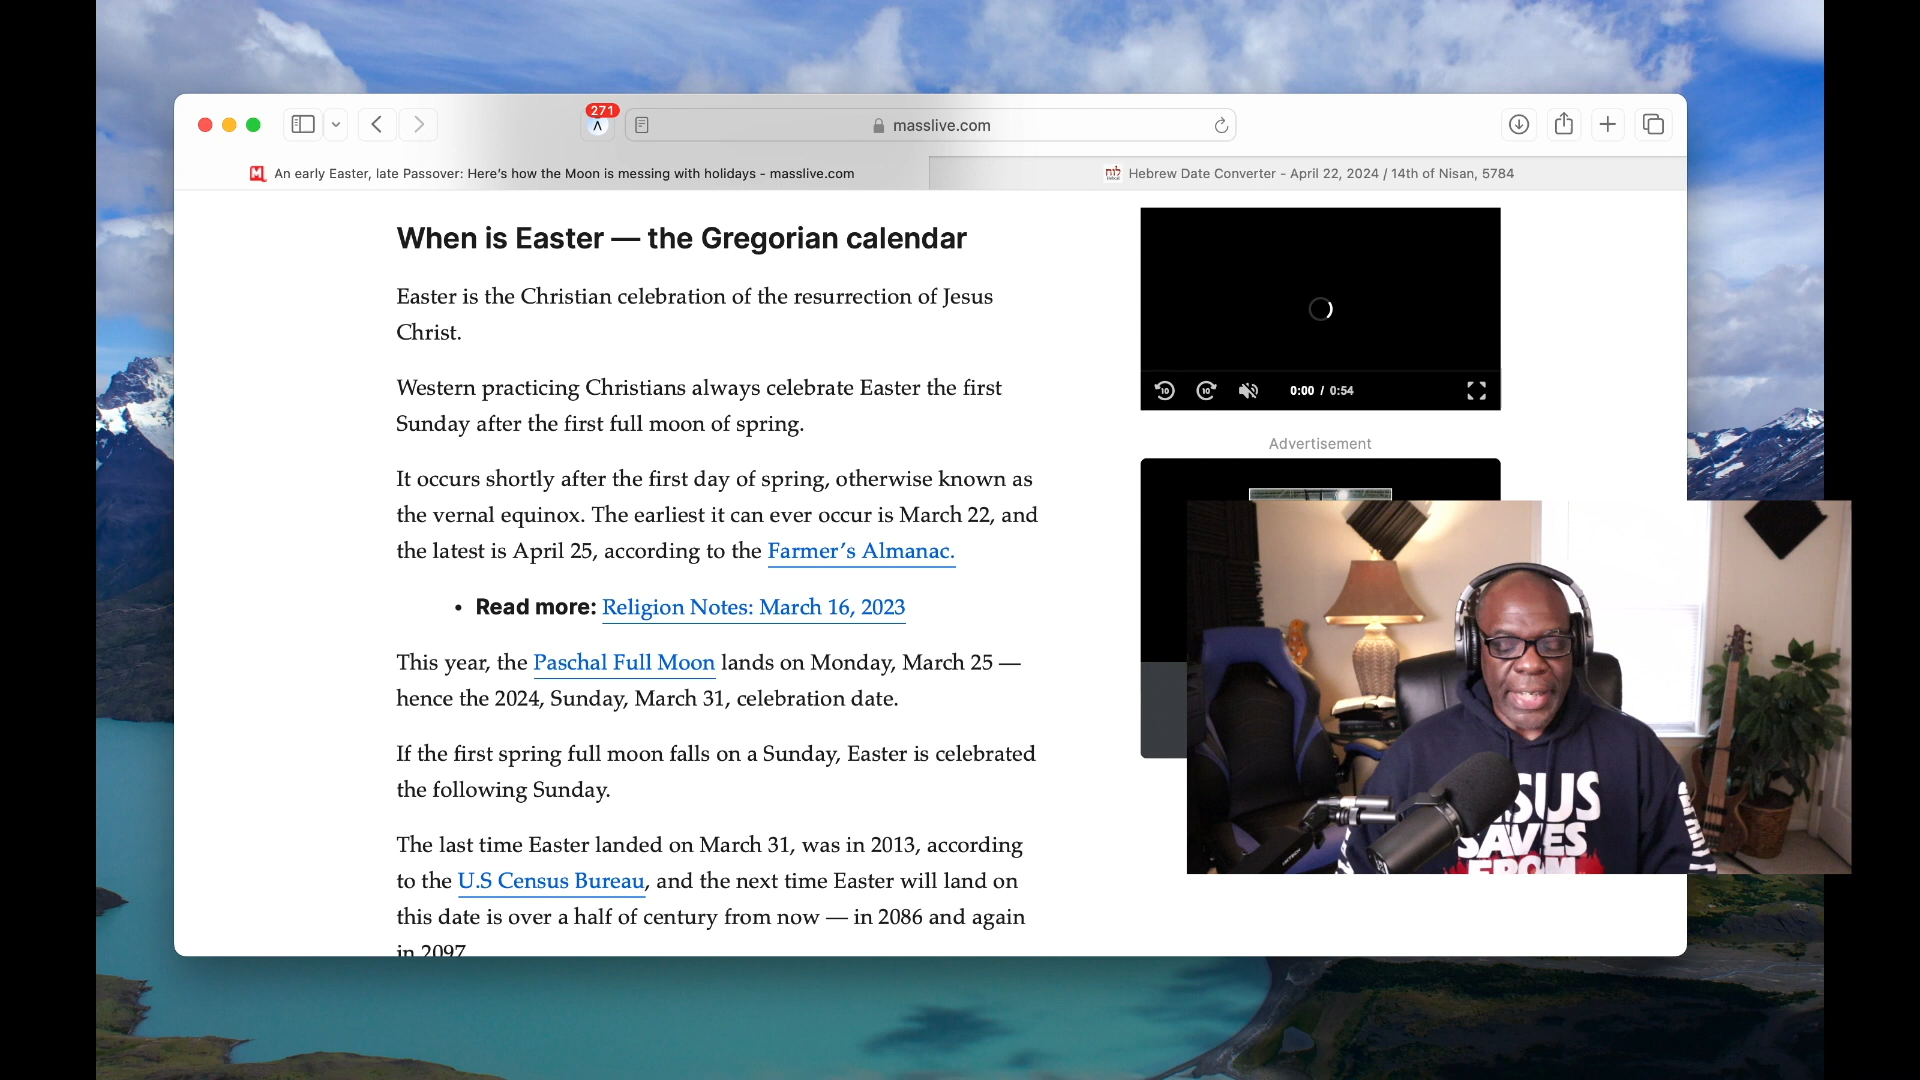 271
masslive.com
An early Easter, late Passover: Here’s how the Moon is messing with holidays - masslive.com
Hebrew Date Converter - April 22, 2024 / 14th of Nisan, 5784
When is Easter — the Gregorian calendar
Easter is the Christian celebration of the resurrection of Jesus
Christ.
Western practicing Christians always celebrate Easter the first
Sunday after the first full moon of spring.
It occurs shortly after the first day of spring, otherwise known as
the vernal equinox. The earliest it can ever occur is March 22, and
the latest is April 25, according to the Farmer’s Almanac.
• Read more: Religion Notes: March 16, 2023
This year, the Paschal Full Moon lands on Monday, March 25 —
hence the 2024, Sunday, March 31, celebration date.
If the first spring full moon falls on a Sunday, Easter is celebrated
the following Sunday.
The last time Easter landed on March 31, was in 2013, according
to the U.S Census Bureau, and the next time Easter will land on
this date is over a half of century from now — in 2086 and again
in 2097
10
10
0:00 / 0:54
Advertisement
SUS
SAVES
FROM